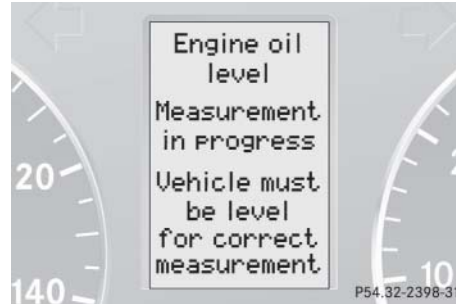 Engine oil
level
Measurement
in progress
Vehicle must
be level
for correct
measurement
20
140
10
P54.32-2398-31